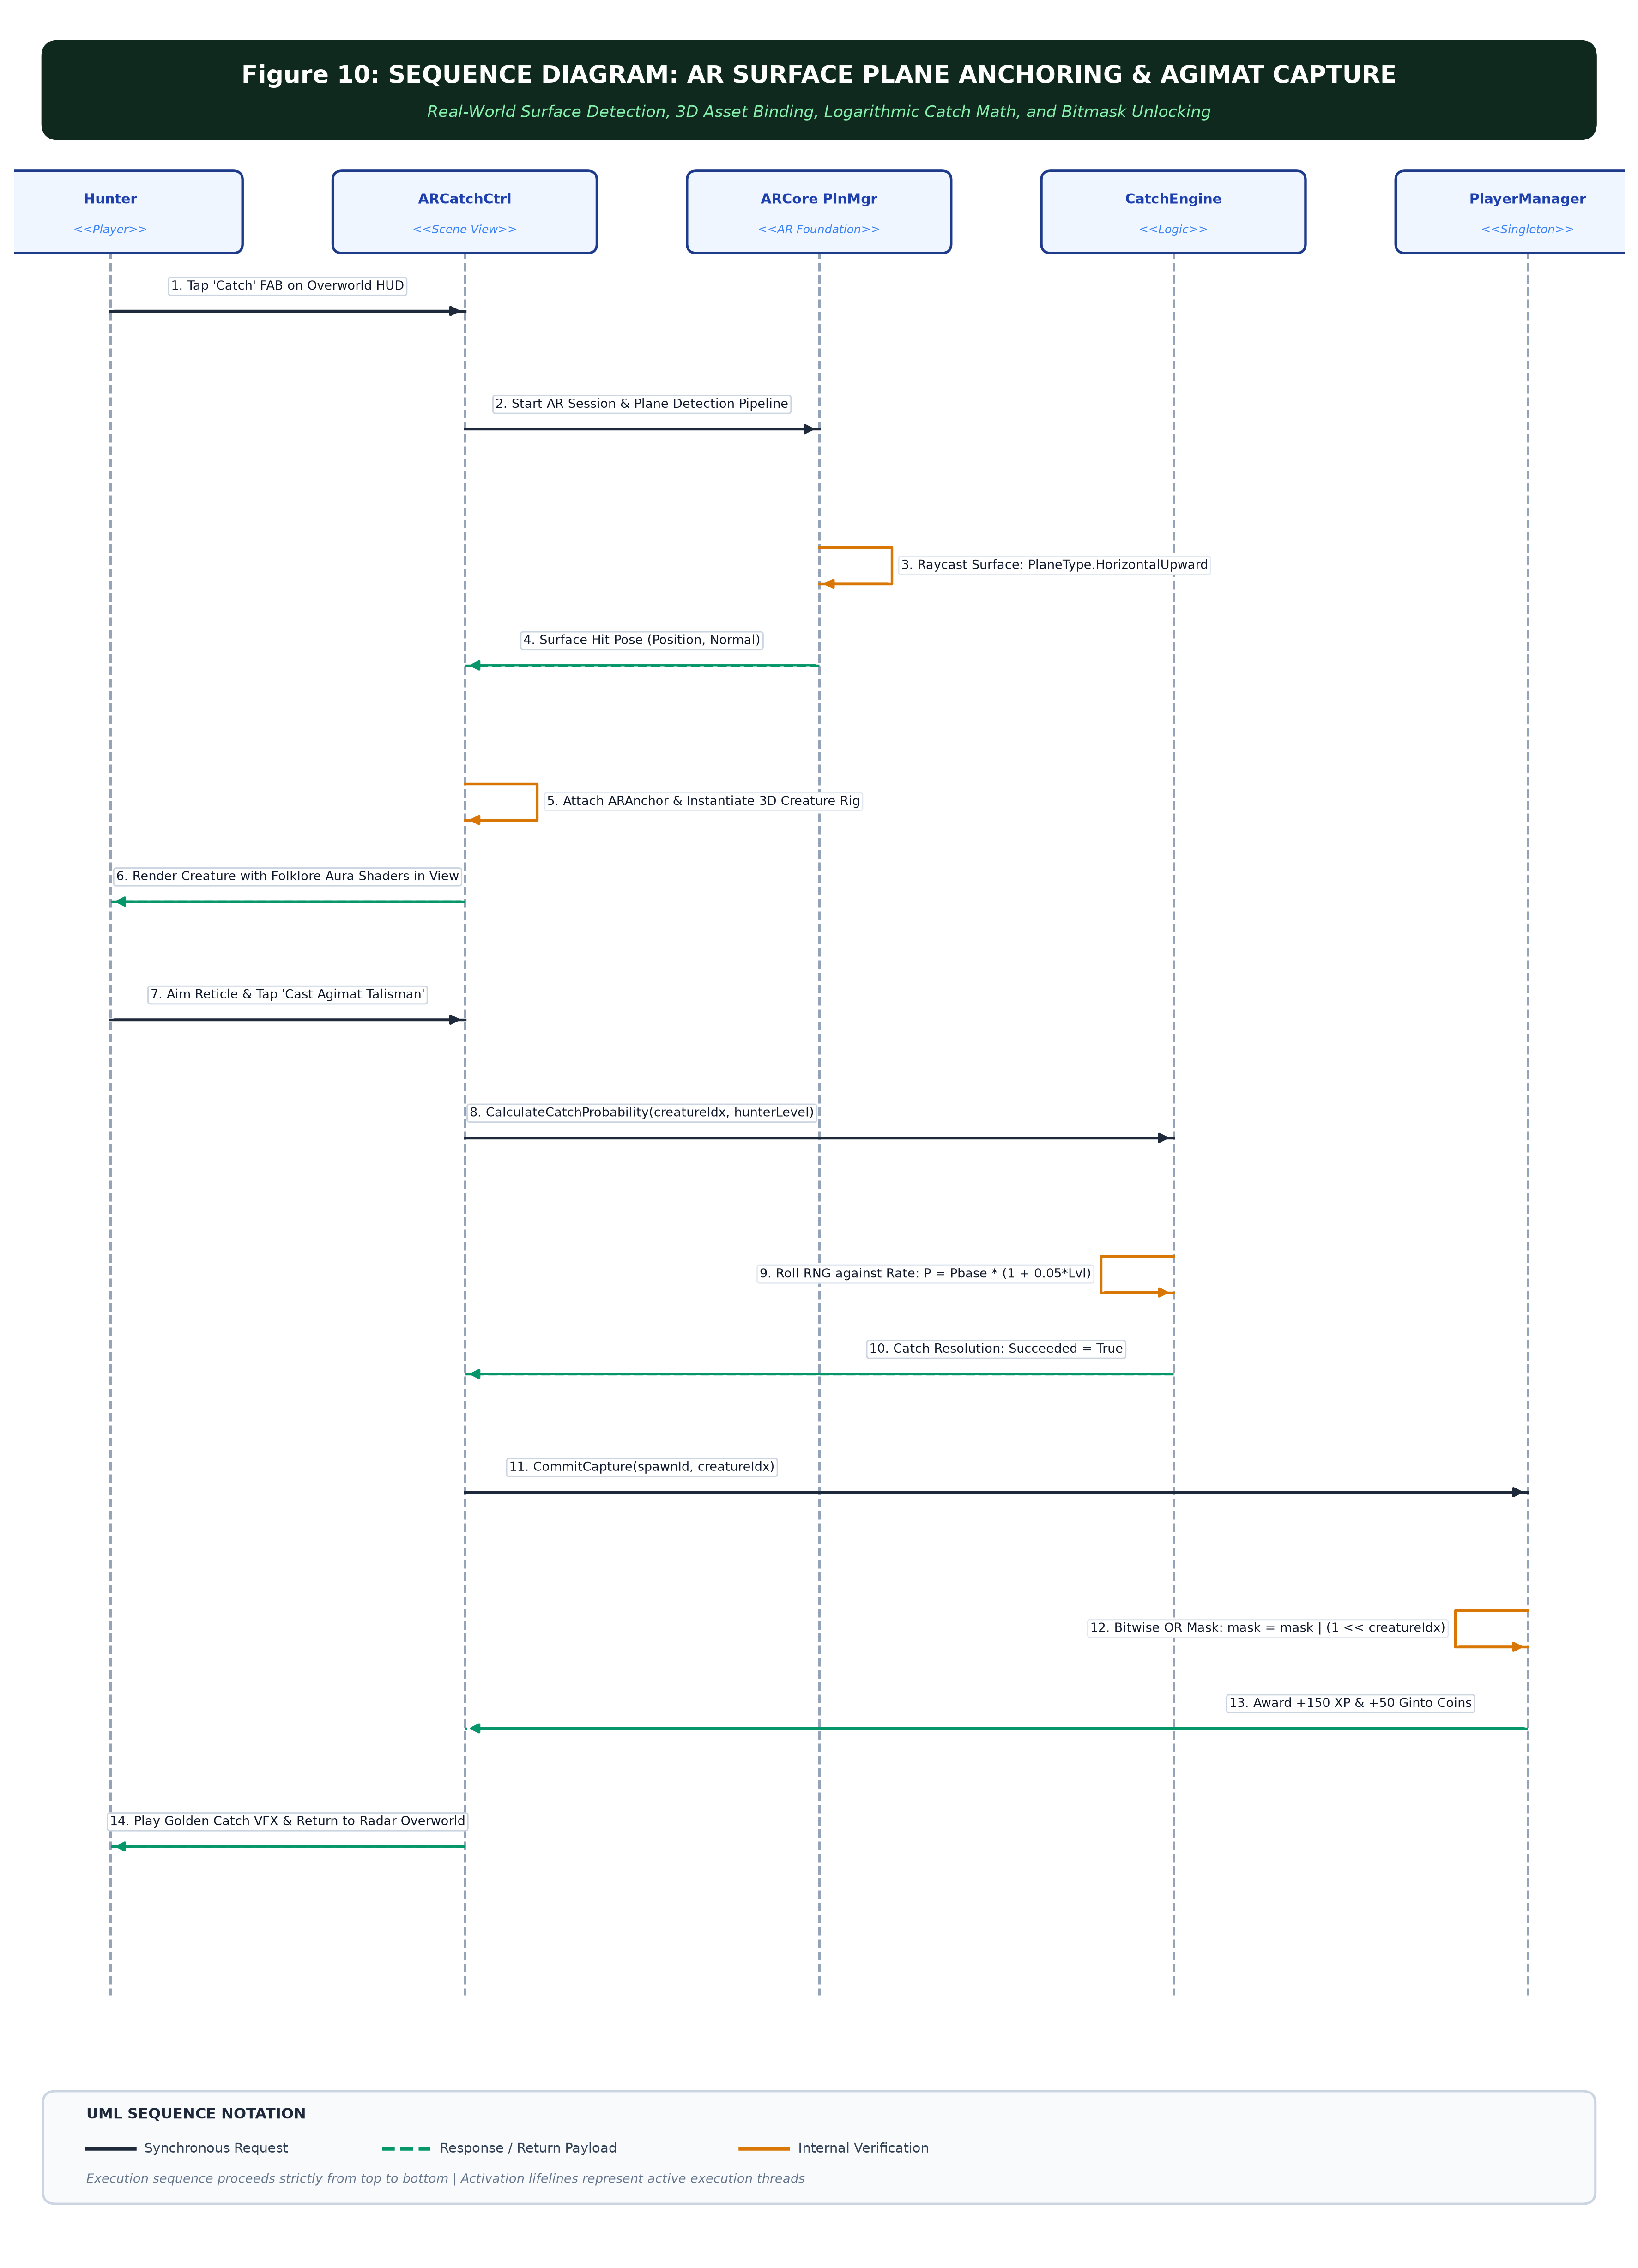 Figure 10: SEQUENCE DIAGRAM: AR SURFACE PLANE ANCHORING & AGIMAT CAPTURE
Real-World Surface Detection, 3D Asset Binding, Logarithmic Catch Math, and Bitmask Unlocking
Hunter
<<Player>>
ARCatchCtrl
<<Scene View>>
ARCore PlnMgr
<<AR Foundation>>
CatchEngine
<<Logic>>
PlayerManager
<<Singleton>>
1. Tap 'Catch' FAB on Overworld HUD
2. Start AR Session & Plane Detection Pipeline
3. Raycast Surface: PlaneType.HorizontalUpward
4. Surface Hit Pose (Position, Normal)
5. Attach ARAnchor & Instantiate 3D Creature Rig
6. Render Creature with Folklore Aura Shaders in View
7. Aim Reticle & Tap 'Cast Agimat Talisman'
8. CalculateCatchProbability(creatureIdx, hunterLevel)
9. Roll RNG against Rate: P = Pbase * (1 + 0.05*Lvl)
10. Catch Resolution: Succeeded = True
11. CommitCapture(spawnId, creatureIdx)
12. Bitwise OR Mask: mask = mask | (1 << creatureIdx)
13. Award +150 XP & +50 Ginto Coins
14. Play Golden Catch VFX & Return to Radar Overworld
UML SEQUENCE NOTATION
Synchronous Request
Response / Return Payload
Internal Verification
Execution sequence proceeds strictly from top to bottom | Activation lifelines represent active execution threads